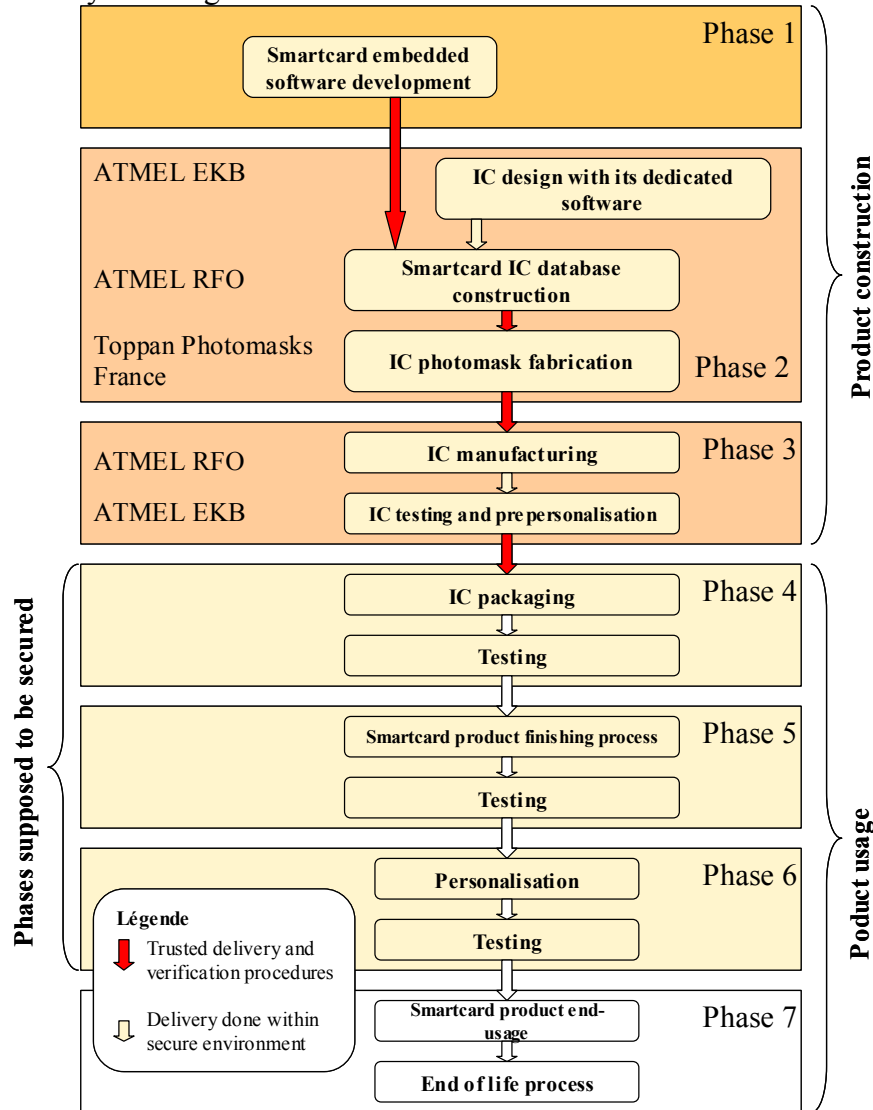 Phase 1
Smartcard embedded
software development
ATMEL EKB
IC design with its dedicated
software
ATMEL RFO
Smartcard IC database
construction
Toppan Photomasks
France
IC photomask fabrication
Phase 2
Product construction
Phase 3
ATMEL RFO
IC manufacturing
ATMEL EKB
IC testing and prepersonalisation
Phase 4
IC packaging
Testing
Phase 5
Smartcard product finishing process
Testing
Phases supposed to be secured
Phase 6
Personalisation
Testing
Poduct usage
Légende
Trusted delivery and
verification procedures
Delivery done within
secure environment
Phase 7
Smartcard product end-
usage
End of life process